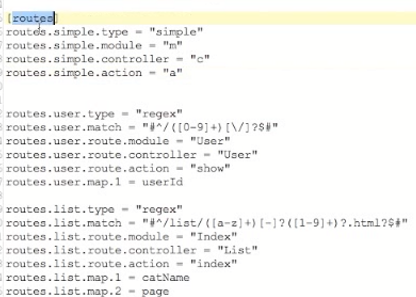 [routes]
routes.simple.type = "simple"
routes.simple.module = "m"
routes.simple.controller = "c"
routes.simple.action = "a"
routes.user.type = "regex"
routes.user.match = "#^/([0-9]+)[\/]?$#"
routes.user.route.module = "User"
routes.user.route.controller = "User"
routes.user.route.action = "show"
routes.user.map.1 = userId
routes.list.type = "regex"
routes.list.match = "#^/list/([a-z]+)[-]?([1-9]+)?.html?$#"
routes.list.route.module = "Index"
routes.list.route.controller = "List"
routes.list.route.action = "index"
routes.list.map.1 = catName
routes.list.map.2 = page